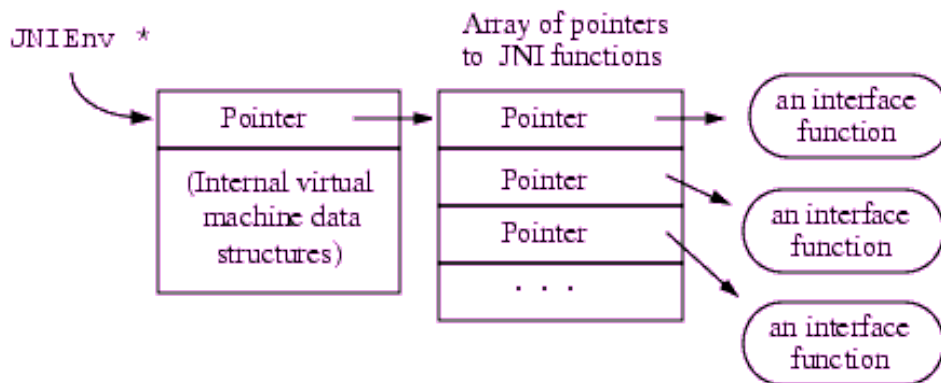 JNIEnv *
Array of pointers
to JNI functions
Pointer
(Internal virtual
machine data
structures)
Pointer
Pointer
Pointer
. . .
an interface
function
an interface
function
an interface
function